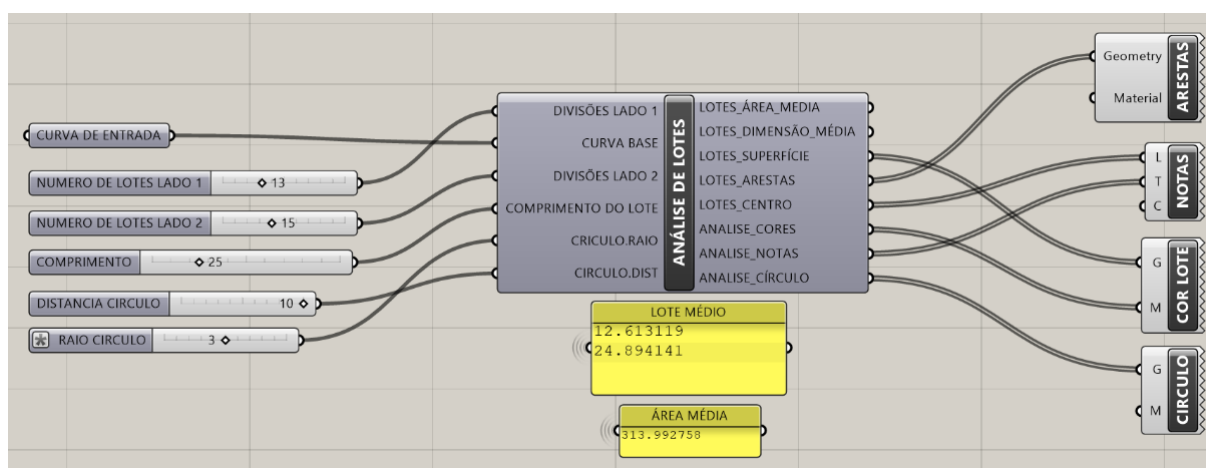 CURVA DE ENTRADA
NUMERO DE LOTES LADO 1 13
NUMERO DE LOTES LADO 2 15
COMPRIMENTO 25
DISTANCIA CIRCULO 10
RAIO CIRCULO 3
DIVISÕES LADO 1
CURVA BASE
DIVISÕES LADO 2
COMPRIMENTO DO LOTE
CRICULO.RAIO
CIRCULO.DIST
ANÁLISE DE LOTES
LOTES_ÁREA_MEDIA
LOTES_DIMENSÃO_MÉDIA
LOTES_SUPERFÍCIE
LOTES_ARESTAS
LOTES_CENTRO
ANALISE_CORES
ANALISE_NOTAS
ANALISE_CÍRCULO
LOTE MÉDIO
12.613119
24.894141
ÁREA MÉDIA
313.992758
Geometry
Material
ARESTAS
L
T
C
NOTAS
G
M
COR LOTE
G
M
CIRCULO